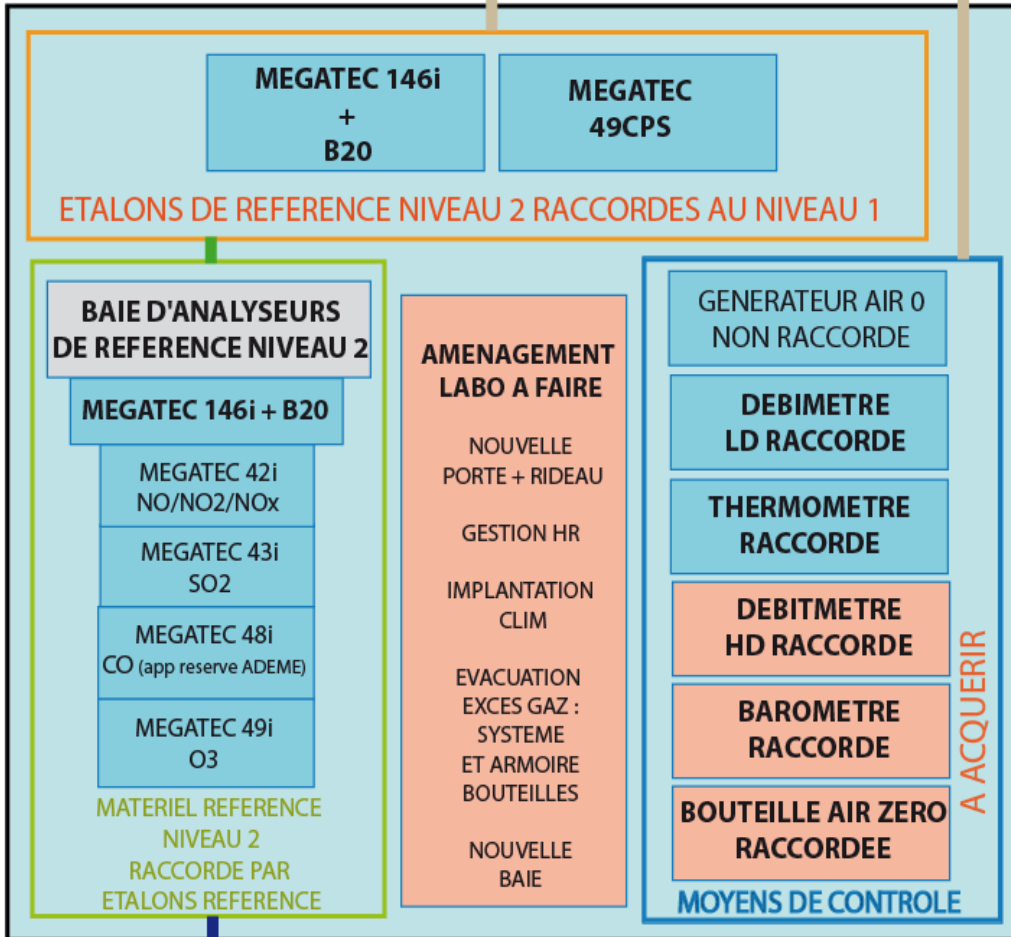 MEGATEC 146i
+
B20
MEGATEC
49CPS
ETALONS DE REFERENCE NIVEAU 2 RACCORDES AU NIVEAU 1
BAIE D'ANALYSEURS
DE REFERENCE NIVEAU 2
MEGATEC 146i + B20
MEGATEC 42i
NO/NO2/NOx
MEGATEC 43i
SO2
MEGATEC 48i
CO (app reserve ADEME)
MEGATEC 49i
O3
MATERIEL REFERENCE
NIVEAU 2
RACCORDE PAR
ETALONS REFERENCE
AMENAGEMENT
LABO A FAIRE
NOUVELLE
PORTE + RIDEAU
GESTION HR
IMPLANTATION
CLIM
EVACUATION
EXCES GAZ :
SYSTEME
ET ARMOIRE
BOUTEILLES
NOUVELLE
BAIE
GENERATEUR AIR 0
NON RACCORDE
DEBIMETRE
LD RACCORDE
THERMOMETRE
RACCORDE
DEBITMETRE
HD RACCORDE
BAROMETRE
RACCORDE
BOUTEILLE AIR ZERO
RACCORDEE
A ACQUERIR
MOYENS DE CONTROLE